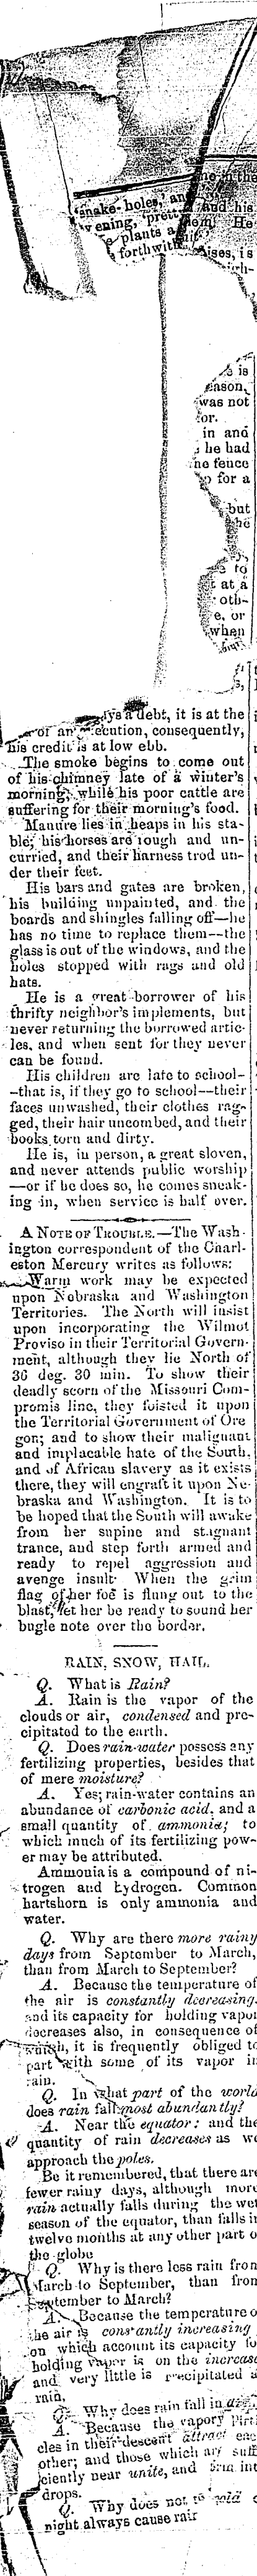 snake-holes, and
evening, prett
plants a
forthwith
me in the
and his
them! He
ises, is
e is
eason,
was not
or.
in and
he had
he fence
for a
but
he
to
t at a
oth-
e, or
when
ys a debt, it is at the
of an execution, consequently,
his credit is at low ebb.
The smoke begins to come out
of his chimney late of a winter's
morning, while his poor cattle are
suffering for their morning's food.
Manure lies in heaps in his sta-
ble; his horses are rough and un-
curried, and their harness trod un-
der their feet.
His bars and gates are broken,
his building unpainted, and the
boards and shingles falling off—he
has no time to replace them—the
glass is out of the windows, and the
holes stopped with rags and old
hats.
He is a great borrower of his
thrifty neighbor's implements, but
never returning the borrowed artic-
les, and when sent for they never
can be found.
His children are late to school-
—that is, if they go to school—their
faces unwashed, their clothes rag-
ged, their hair uncombed, and their
books torn and dirty.
He is, in person, a great sloven,
and never attends public worship
—or if he does so, he comes sneak-
ing in, when service is half over.
A NOTE OF TROUBLE.—The Wash-
ington correspondent of the Charl-
eston Mercury writes as follows:
Warm work may be expected
upon Nebraska and Washington
Territories. The North will insist
upon incorporating the Wilmot
Proviso in their Territorial Govern-
ment, although they lie North of
36 deg. 30 min. To show their
deadly scorn of the Missouri Com-
promis line, they foisted it upon
the Territorial Government of Ore
gon; and to show their malignant
and implacable hate of the South,
and of African slavery as it exists
there, they will engraft it upon Ne-
braska and Washington. It is to
be hoped that the South will awake
from her supine and stagnant
trance, and step forth armed and
ready to repel aggression and
avenge insult. When the grim
flag of her foe is flung out to the
blast, let her be ready to sound her
bugle note over the border.
RAIN, SNOW, HAIL.
Q. What is Rain?
A. Rain is the vapor of the
clouds or air, condensed and pre-
cipitated to the earth.
Q. Does rain-water possess any
fertilizing properties, besides that
of mere moisture?
A. Yes; rain-water contains an
abundance of carbonic acid, and a
small quantity of ammonia; to
which much of its fertilizing pow-
er may be attributed.
Ammonia is a compound of ni-
trogen and hydrogen. Common
hartshorn is only ammonia and
water.
Q. Why are there more rainy
days from September to March,
than from March to September?
A. Because the temperature of
the air is constantly decreasing.
and its capacity for holding vapor
decreases also, in consequence of
which, it is frequently obliged to
part with some of its vapor in
rain.
Q. In what part of the world
does rain fall most abundantly?
A. Near the equator: and the
quantity of rain decreases as we
approach the poles.
Be it remembered, that there are
fewer rainy days, although more
rain actually falls during the wet
season of the equator, than falls in
twelve months at any other part o
the globe
Q. Why is there less rain from
March to September, than from
September to March?
A. Because the temperature o
the air is constantly increasing
on which account its capacity fo
holding vapor is on the increase
and very little is precipitated a
rain,
Q. Why does rain fall in
A. Because the vapory parti
cles in their descent attract eac
other; and those which are suff
ciently near unite, and form int
drops.
Q. Why does not the cold o
night always cause rain